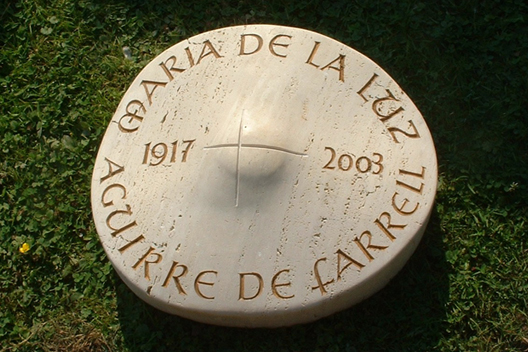 MARIA DE LA LUZ
1917 2003
AGUIRRE DE FARRELL